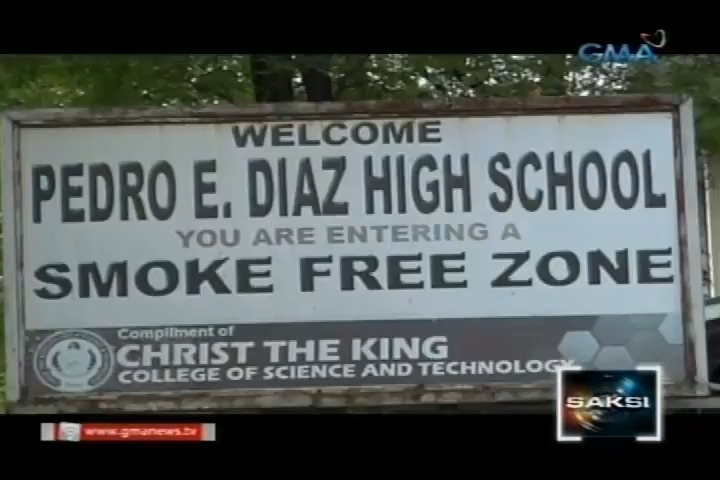 GMA
WELCOME
PEDRO E. DIAZ HIGH SCHOOL
YOU ARE ENTERING A
SMOKE FREE ZONE
Compliment of
CHRIST THE KING
COLLEGE OF SCIENCE AND TECHNOLOGY
SAKSI
www.gmanews.tv